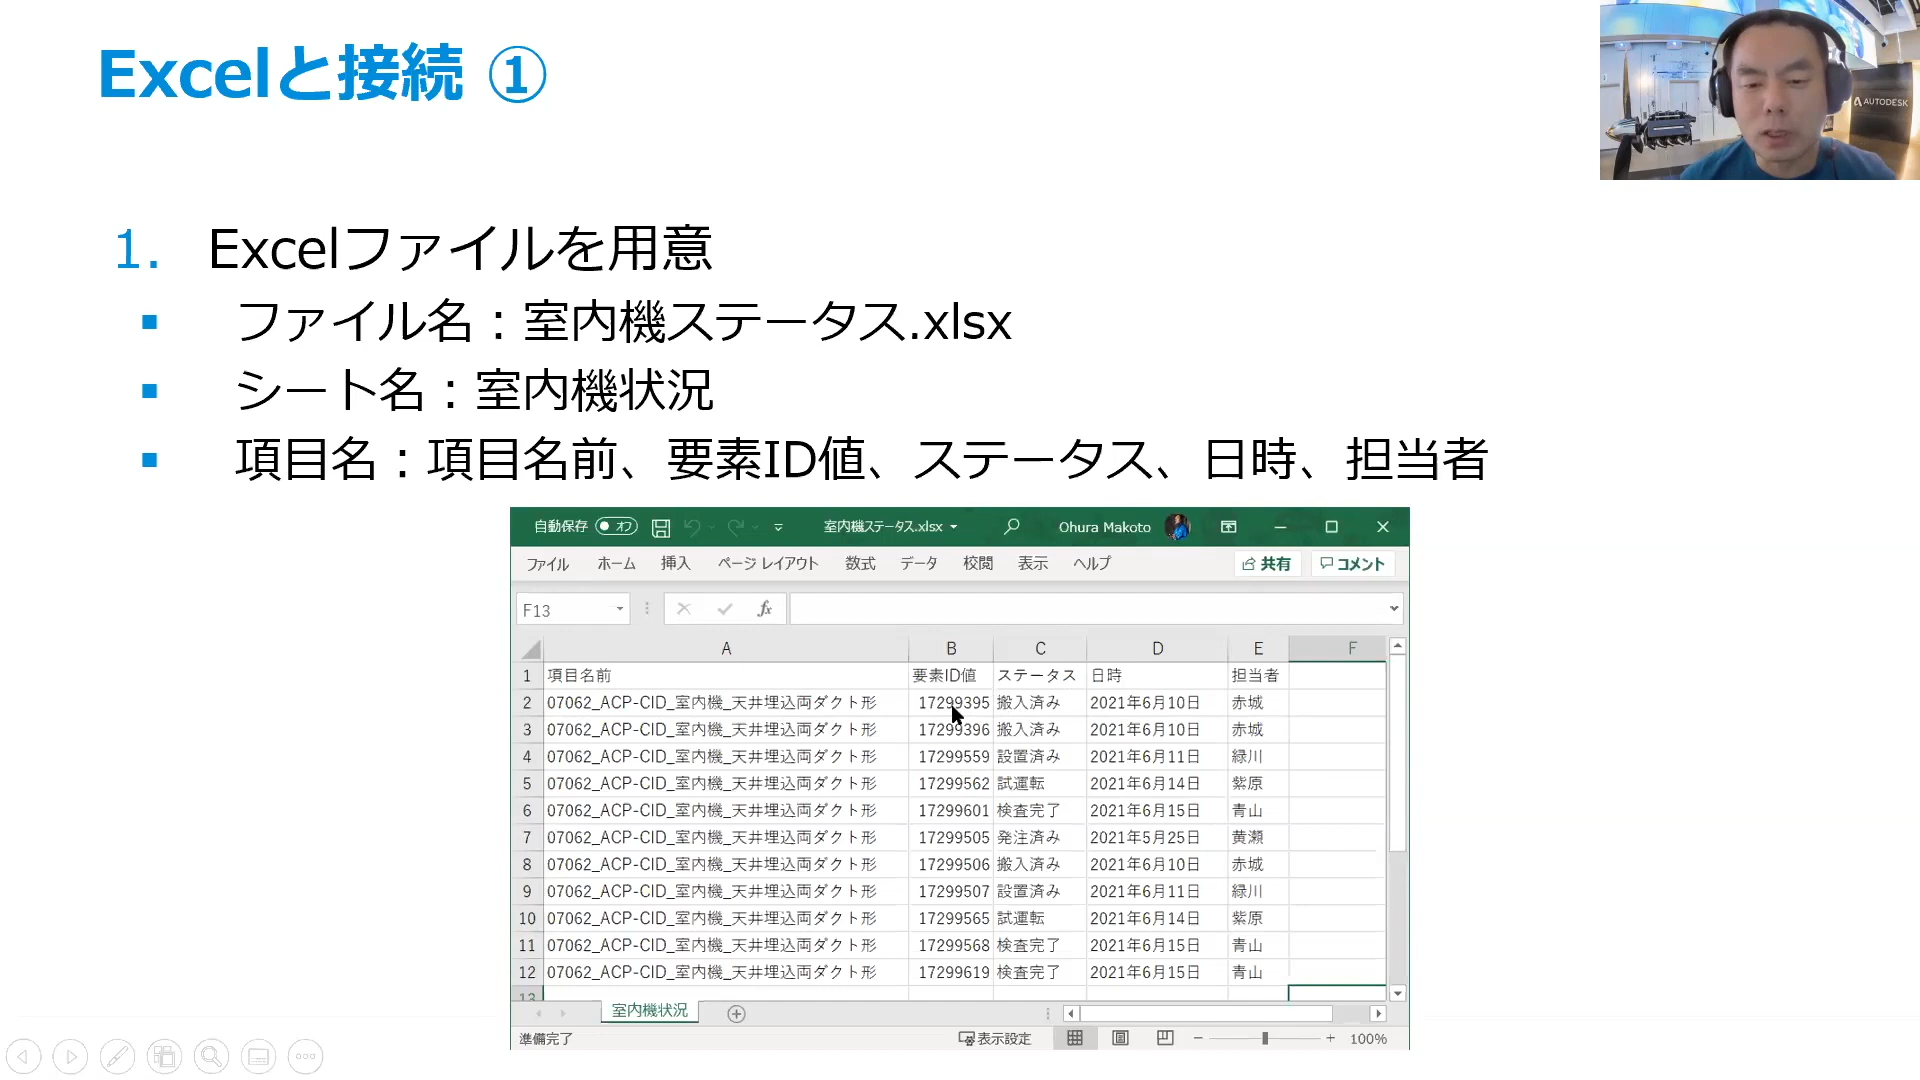 Excelと接続 ①
AUTODESK
1. Excelファイルを用意
▪ ファイル名：室内機ステータス.xlsx
▪ シート名：室内機状況
▪ 項目名：項目名前、要素ID値、ステータス、日時、担当者
自動保存 オフ 室内機ステータス.xlsx Ohura Makoto
ファイル ホーム 挿入 ページ レイアウト 数式 データ 校閲 表示 ヘルプ 共有 コメント
F13 fx
A B C D E F
1 項目名前 要素ID値 ステータス 日時 担当者
2 07062_ACP-CID_室内機_天井埋込両ダクト形 17299395 搬入済み 2021年6月10日 赤城
3 07062_ACP-CID_室内機_天井埋込両ダクト形 17299396 搬入済み 2021年6月10日 赤城
4 07062_ACP-CID_室内機_天井埋込両ダクト形 17299559 設置済み 2021年6月11日 緑川
5 07062_ACP-CID_室内機_天井埋込両ダクト形 17299562 試運転 2021年6月14日 紫原
6 07062_ACP-CID_室内機_天井埋込両ダクト形 17299601 検査完了 2021年6月15日 青山
7 07062_ACP-CID_室内機_天井埋込両ダクト形 17299505 発注済み 2021年5月25日 黄瀬
8 07062_ACP-CID_室内機_天井埋込両ダクト形 17299506 搬入済み 2021年6月10日 赤城
9 07062_ACP-CID_室内機_天井埋込両ダクト形 17299507 設置済み 2021年6月11日 緑川
10 07062_ACP-CID_室内機_天井埋込両ダクト形 17299565 試運転 2021年6月14日 紫原
11 07062_ACP-CID_室内機_天井埋込両ダクト形 17299568 検査完了 2021年6月15日 青山
12 07062_ACP-CID_室内機_天井埋込両ダクト形 17299619 検査完了 2021年6月15日 青山
13
室内機状況
準備完了 表示設定 100%